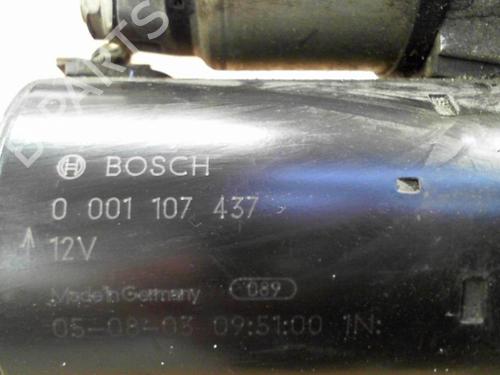 BOSCH
0 001 107 437
12V
Made in Germany 089
05-08-03 09:51:00 1N: